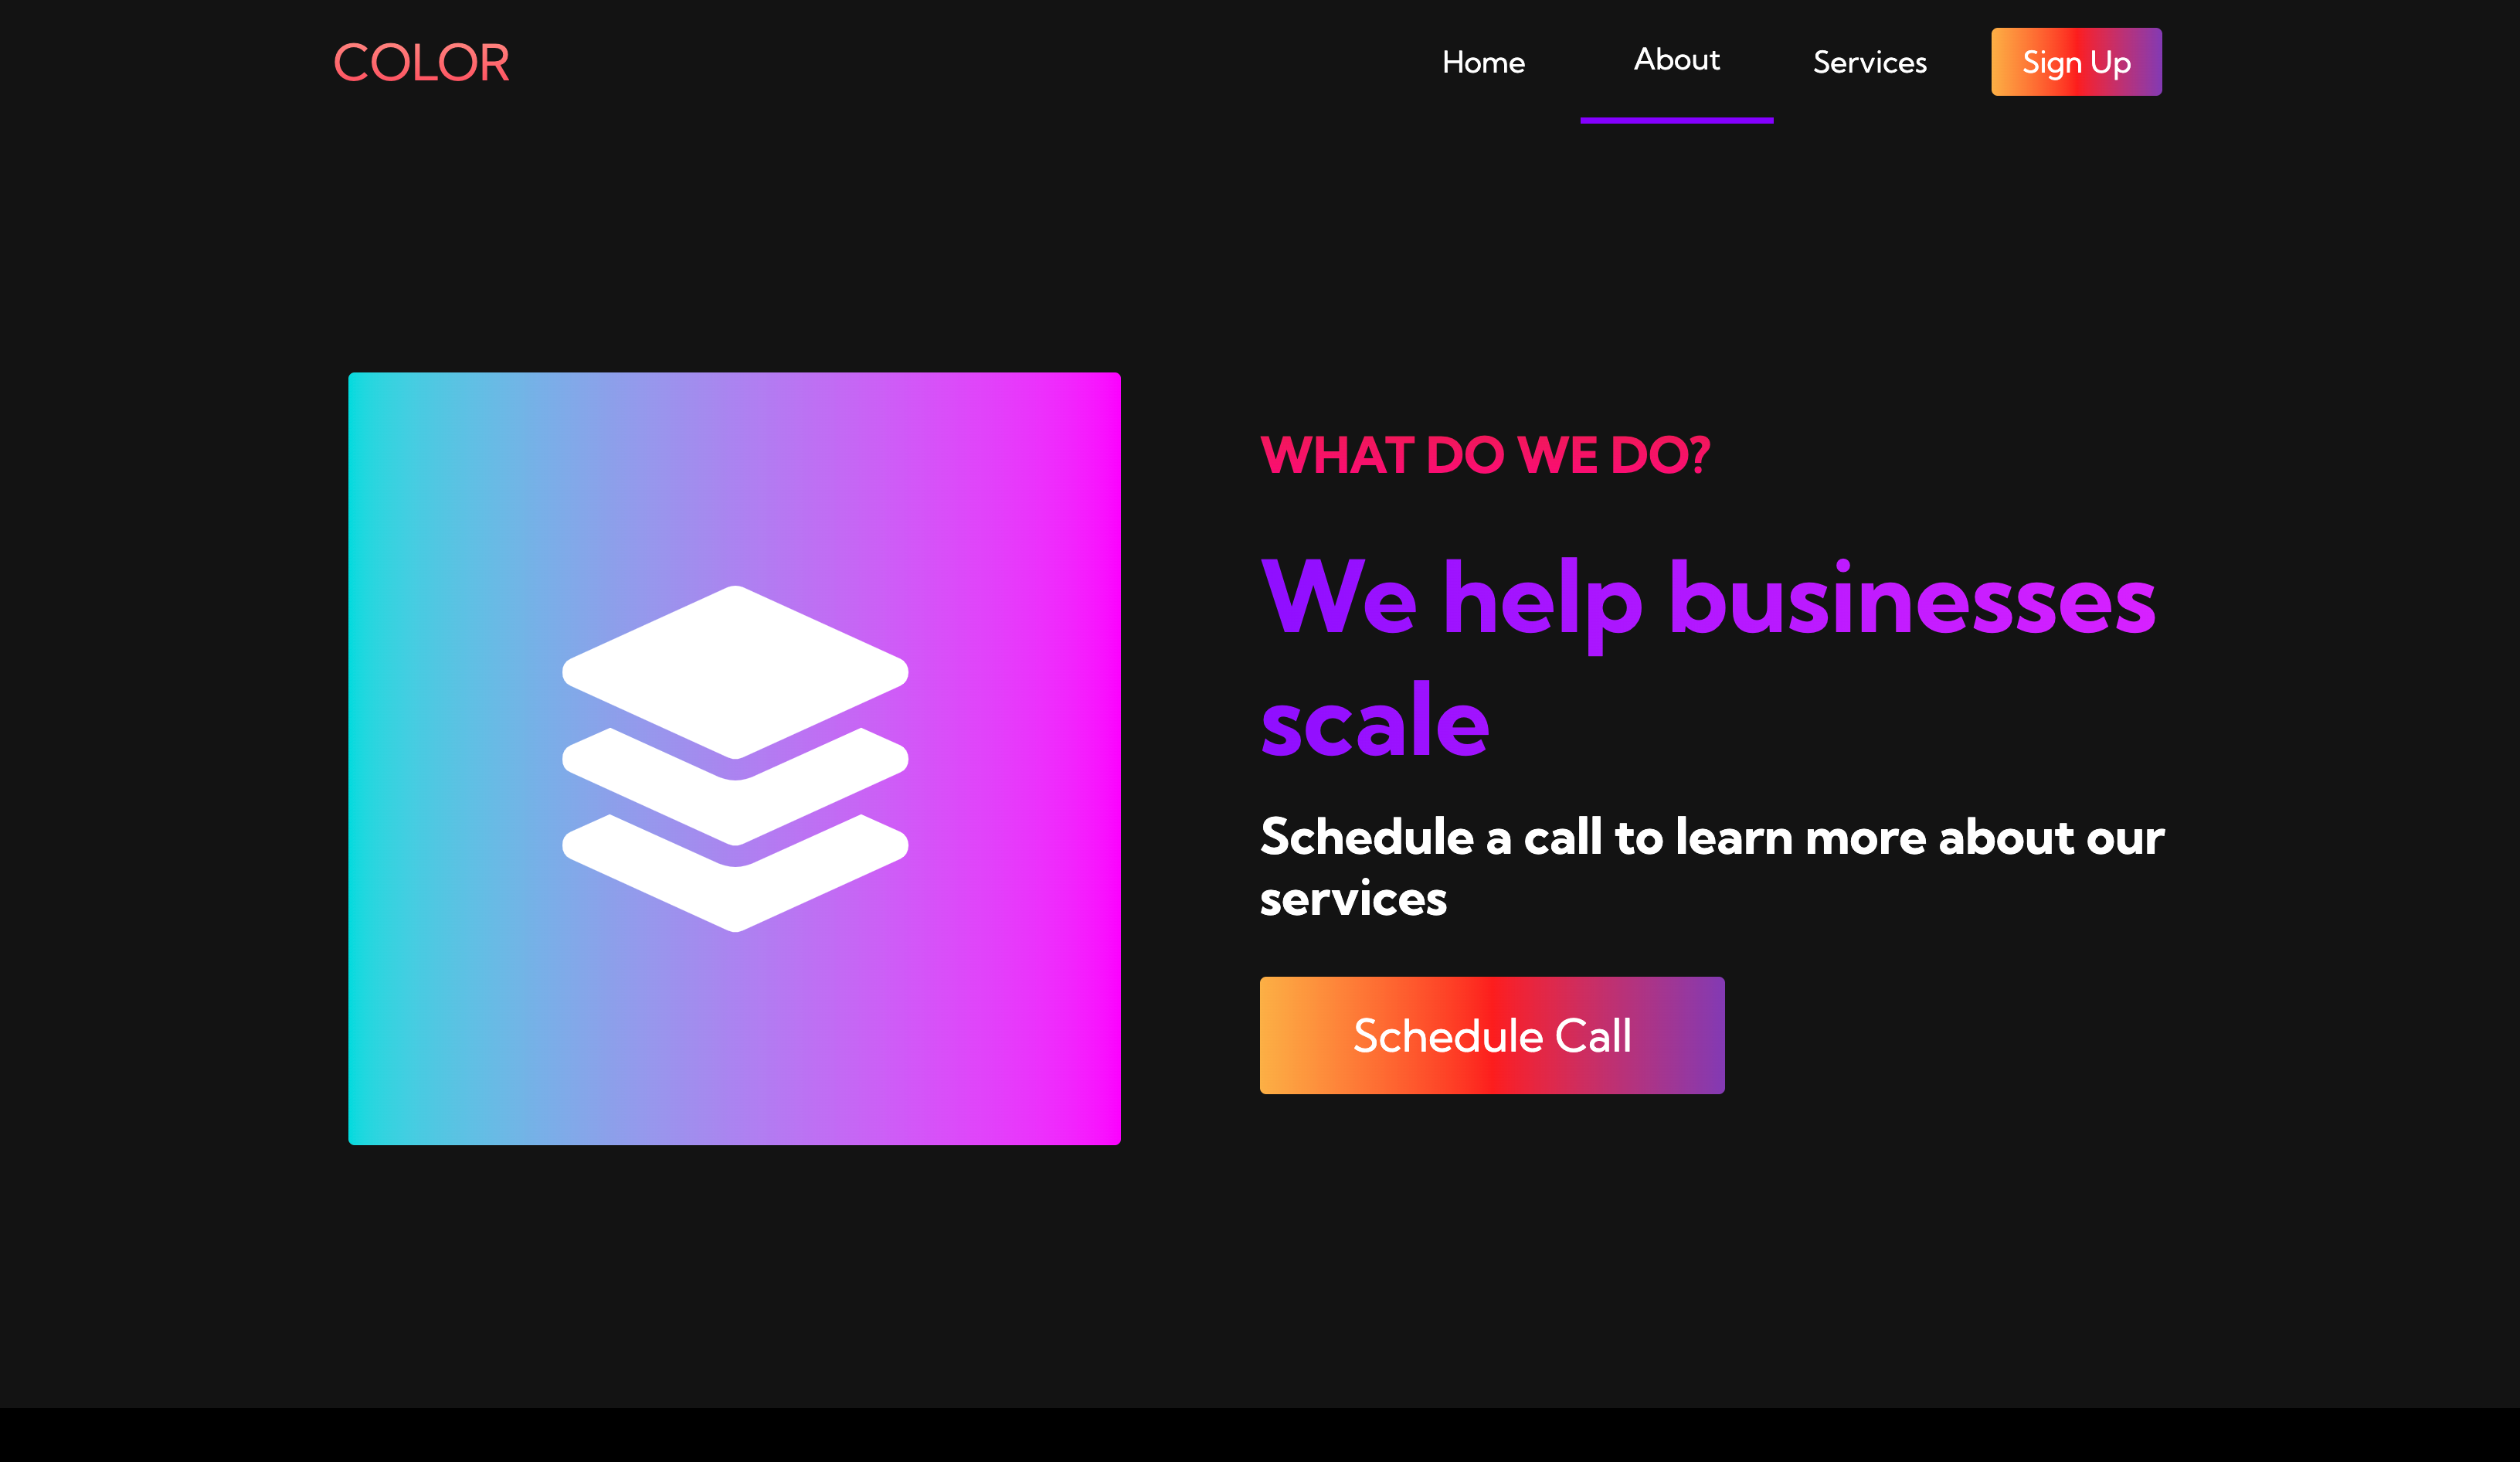 COLOR
Home
About
Services
Sign Up
WHAT DO WE DO?
We help businesses
scale
Schedule a call to learn more about our
services
Schedule Call